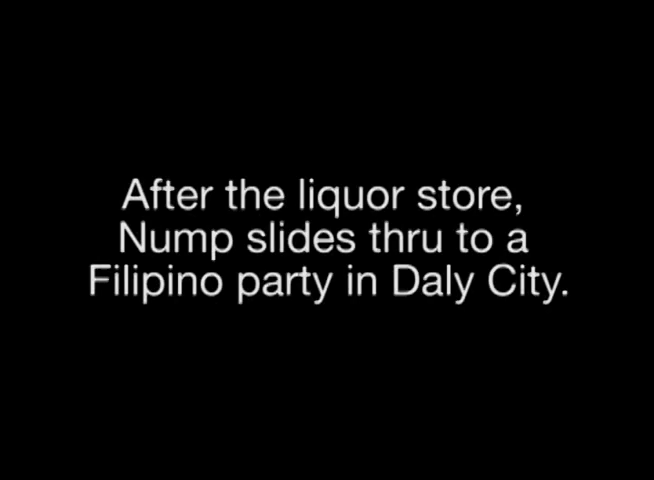 After the liquor store,
Nump slides thru to a
Filipino party in Daly City.